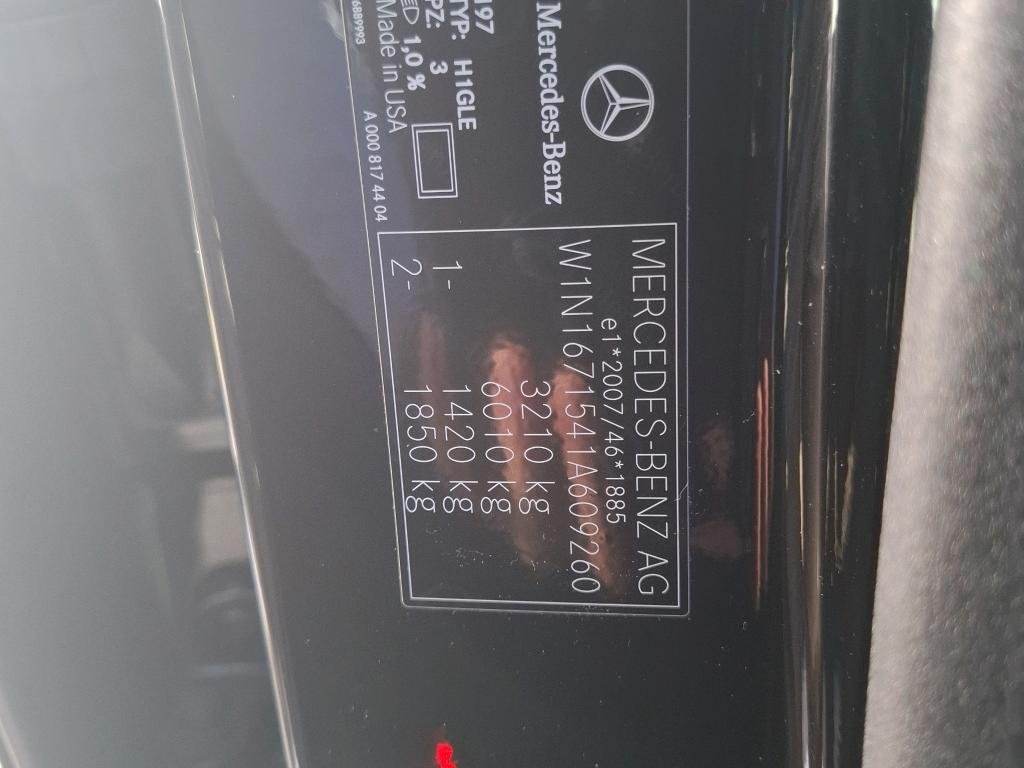 Mercedes-Benz
MERCEDES-BENZ AG
e1*2007/46*1885
W1N1671541A609260
3210 kg
6010 kg
1- 1420 kg
2- 1850 kg
197
TYP: H1GLE
PZ: 3
1,0 %
Made in USA
A 000 817 44 04